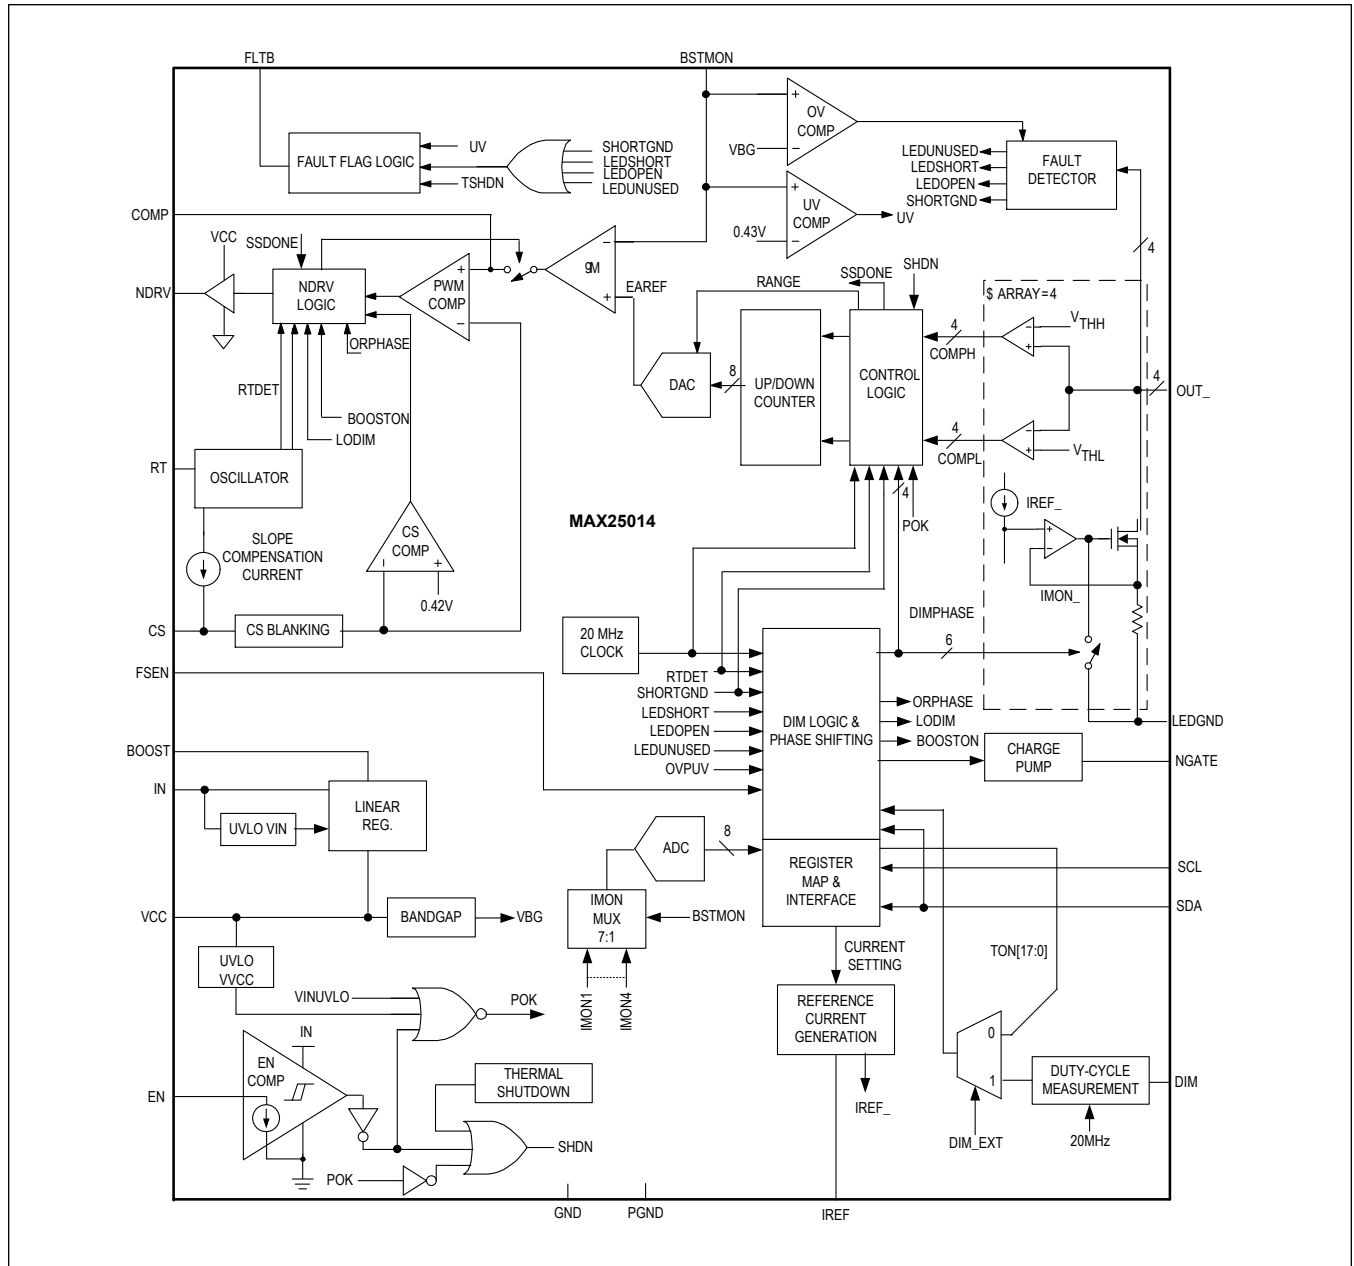 FLTB
BSTMON
FAULT FLAG LOGIC
UV
TSHDN
SHORTGND
LEDSHORT
LEDOPEN
LEDUNUSED
+
OV
COMP
VBG
−
+
UV
COMP
0.43V
−
UV
LEDUNUSED
LEDSHORT
LEDOPEN
SHORTGND
FAULT
DETECTOR
4
COMP
VCC
SSDONE
NDRV
NDRV
LOGIC
+
PWM
COMP
−
gM
−
+
EAREF
ORPHASE
RTDET
BOOSTON
LODIM
RANGE
SSDONE
SHDN
DAC
8
UP/DOWN
COUNTER
CONTROL
LOGIC
4
COMPH
4
COMPL
4
POK
$ ARRAY=4
VTHH
−
+
4
OUT_
−
+
VTHL
IREF_
+
−
IMON_
RT
OSCILLATOR
SLOPE
COMPENSATION
CURRENT
CS
COMP
−
+
0.42V
MAX25014
CS
CS BLANKING
FSEN
20 MHz
CLOCK
DIMPHASE
6
RTDET
SHORTGND
LEDSHORT
LEDOPEN
LEDUNUSED
OVPUV
DIM LOGIC &
PHASE SHIFTING
ORPHASE
LODIM
BOOSTON
LEDGND
CHARGE
PUMP
NGATE
BOOST
IN
LINEAR
REG.
UVLO VIN
ADC
8
REGISTER
MAP &
INTERFACE
SCL
SDA
VCC
BANDGAP
VBG
IMON
MUX
7:1
BSTMON
IMON1
IMON4
CURRENT
SETTING
TON[17:0]
UVLO
VVCC
VINUVLO
POK
REFERENCE
CURRENT
GENERATION
IREF_
0
1
DUTY-CYCLE
MEASUREMENT
DIM
DIM_EXT
20MHz
IN
EN
COMP
EN
THERMAL
SHUTDOWN
SHDN
POK
GND
PGND
IREF